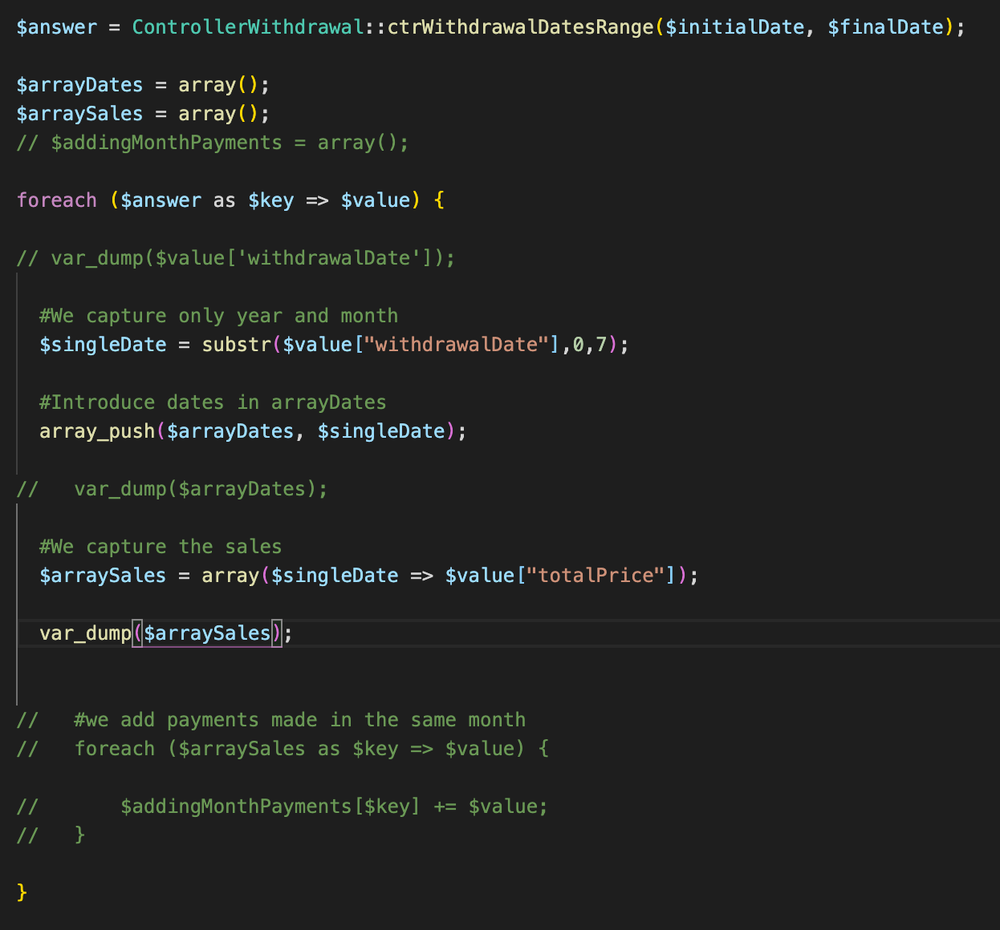 $answer = ControllerWithdrawal::ctrWithdrawalDatesRange($initialDate, $finalDate);
$arrayDates = array();
$arraySales = array();
// $addingMonthPayments = array();
foreach ($answer as $key => $value) {
// var_dump($value['withdrawalDate']);
#We capture only year and month
$singleDate = substr($value["withdrawalDate"],0,7);
#Introduce dates in arrayDates
array_push($arrayDates, $singleDate);
//   var_dump($arrayDates);
#We capture the sales
$arraySales = array($singleDate => $value["totalPrice"]);
var_dump($arraySales);
//   #we add payments made in the same month
//   foreach ($arraySales as $key => $value) {
//       $addingMonthPayments[$key] += $value;
//   }
}